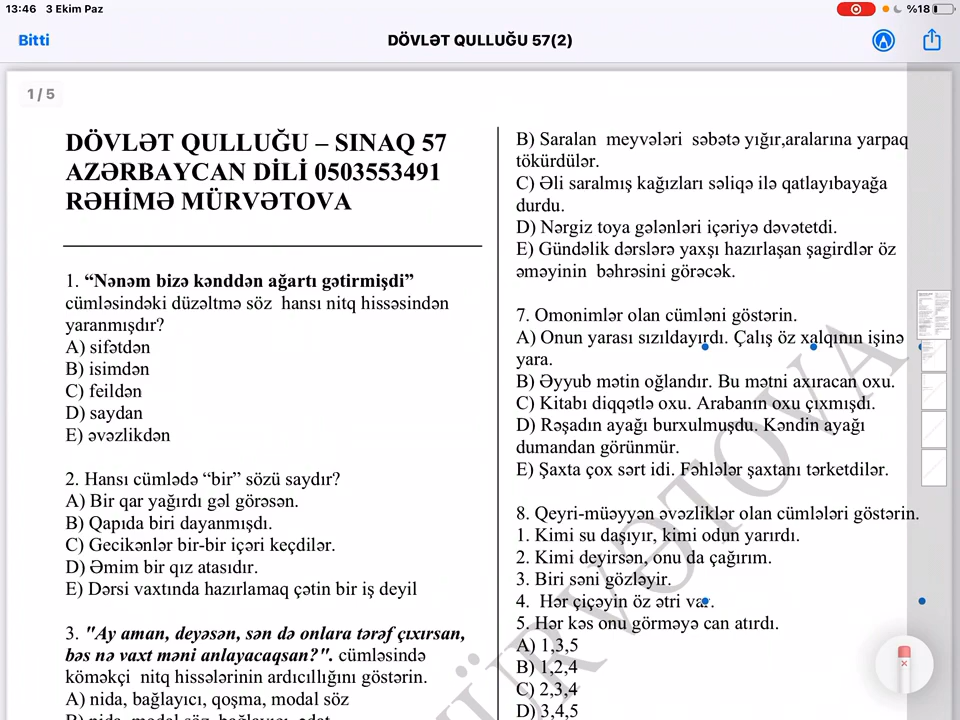 13:46 3 Ekim Paz
%18
Bitti
DÖVLƏT QULLUĞU 57(2)
1 / 5
DÖVLƏT QULLUĞU – SINAQ 57
AZƏRBAYCAN DİLİ 0503553491
RƏHİMƏ MÜRVƏTOVA
1. “Nənəm bizə kənddən ağartı gətirmişdi”
cümləsindəki düzəltmə söz hansı nitq hissəsindən
yaranmışdır?
A) sifətdən
B) isimdən
C) feildən
D) saydan
E) əvəzlikdən
2. Hansı cümlədə “bir” sözü saydır?
A) Bir qar yağırdı gəl görəsən.
B) Qapıda biri dayanmışdı.
C) Gecikənlər bir-bir içəri keçdilər.
D) Əmim bir qız atasıdır.
E) Dərsi vaxtında hazırlamaq çətin bir iş deyil
3. "Ay aman, deyəsən, sən də onlara tərəf çıxırsan,
bəs nə vaxt məni anlayacaqsan?". cümləsində
köməkçi nitq hissələrinin ardıcıllığını göstərin.
A) nida, bağlayıcı, qoşma, modal söz
B) nida, modal söz, bağlayıcı, ədat
B) Saralan meyvələri səbətə yığır,aralarına yarpaq
tökürdülər.
C) Əli saralmış kağızları səliqə ilə qatlayıbayağa
durdu.
D) Nərgiz toya gələnləri içəriyə dəvətetdi.
E) Gündəlik dərslərə yaxşı hazırlaşan şagirdlər öz
əməyinin bəhrəsini görəcək.
7. Omonimlər olan cümləni göstərin.
A) Onun yarası sızıldayırdı. Çalış öz xalqının işinə
yara.
B) Əyyub mətin oğlandır. Bu mətni axıracan oxu.
C) Kitabı diqqətlə oxu. Arabanın oxu çıxmışdı.
D) Rəşadın ayağı burxulmuşdu. Kəndin ayağı
dumandan görünmür.
E) Şaxta çox sərt idi. Fəhlələr şaxtanı tərketdilər.
8. Qeyri-müəyyən əvəzliklər olan cümlələri göstərin.
1. Kimi su daşıyır, kimi odun yarırdı.
2. Kimi deyirsən, onu da çağırım.
3. Biri səni gözləyir.
4. Hər çiçəyin öz ətri var.
5. Hər kəs onu görməyə can atırdı.
A) 1,3,5
B) 1,2,4
C) 2,3,4
D) 3,4,5
MÜRVƏTOVA